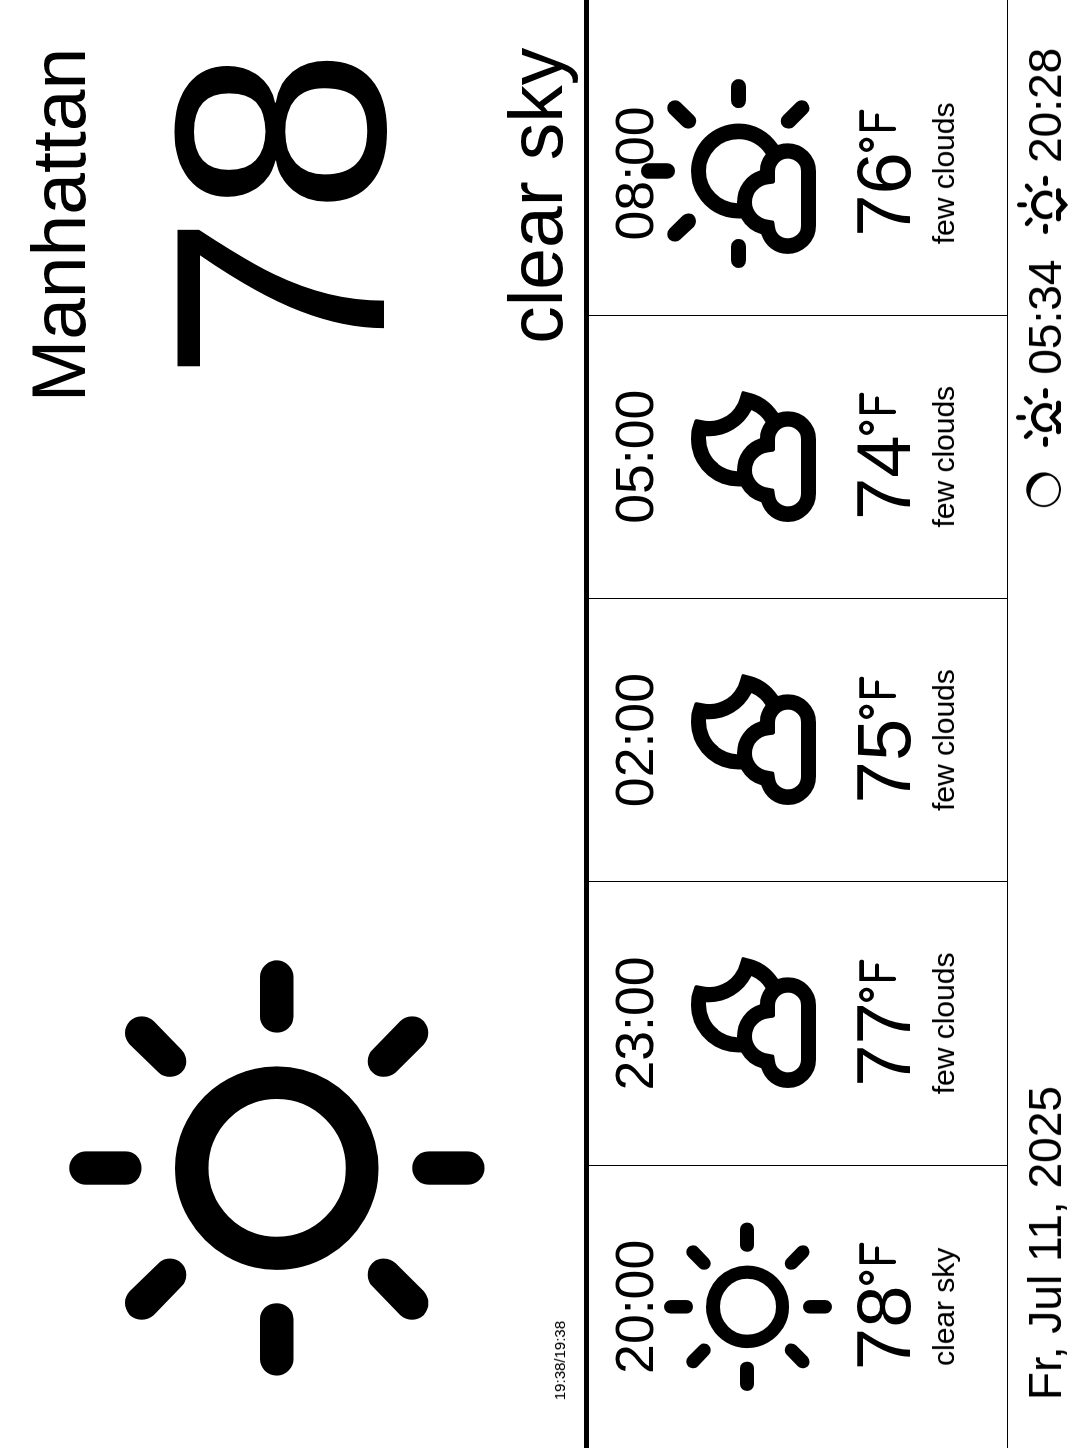 Manhattan
78
clear sky
19:38/19:38
20:00
78°F
clear sky
23:00
77°F
few clouds
02:00
75°F
few clouds
05:00
74°F
few clouds
08:00
76°F
few clouds
Fr, Jul 11, 2025
05:34
20:28